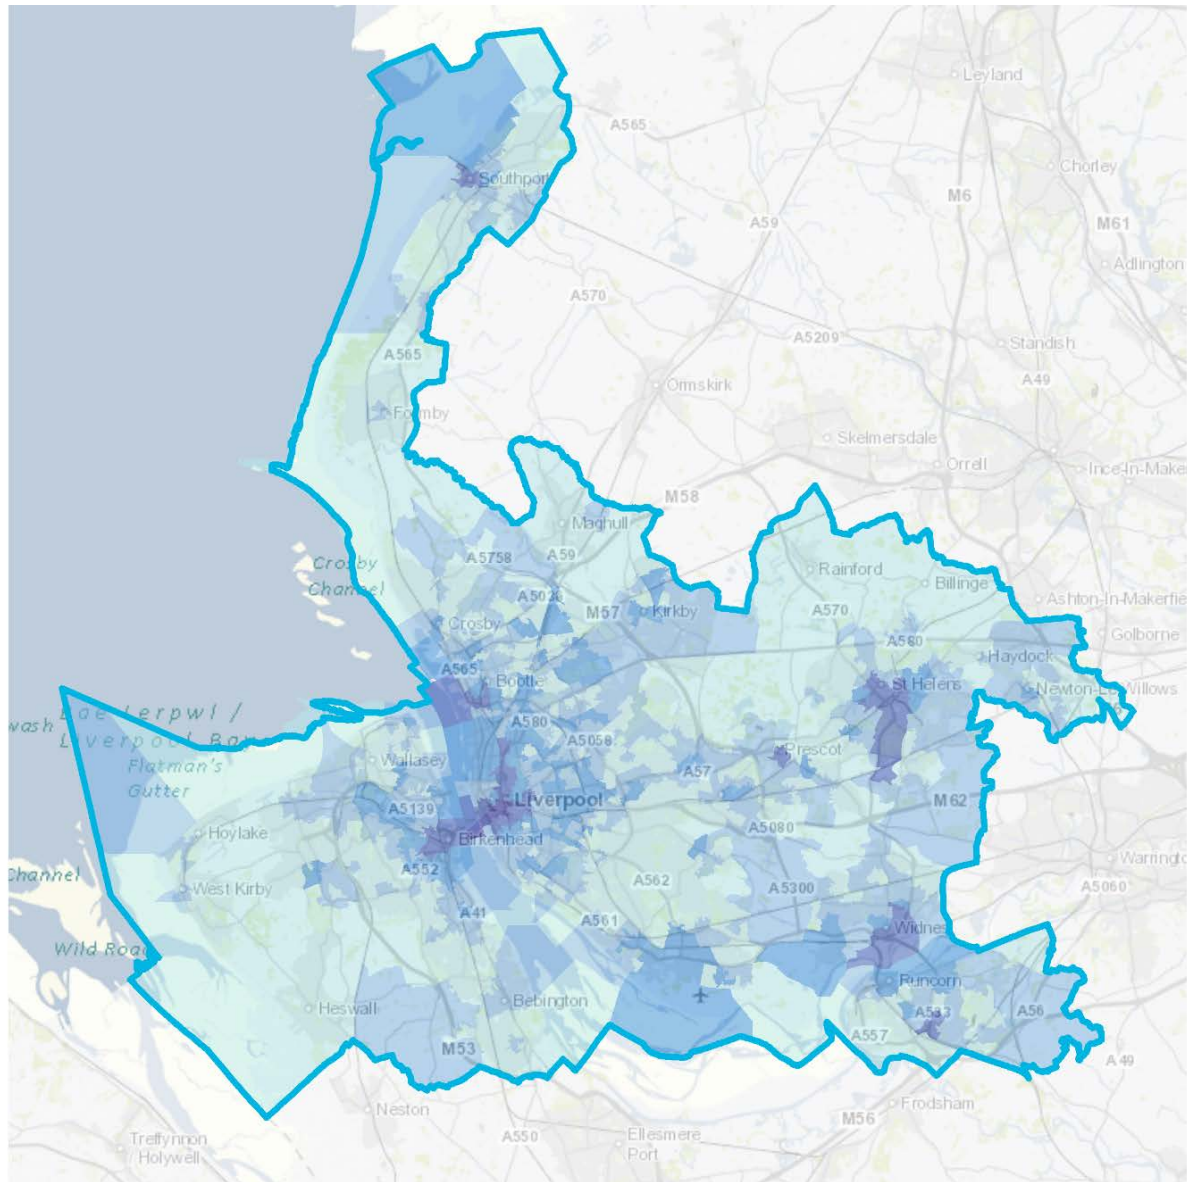 Leyland
A565
Chorley
Southport
M6
A59
M61
Adlington
A570
A5209
Standish
A565
A49
Ormskirk
Formby
Skelmersdale
Orrell
Ince-In-Make
M58
Maghull
A5758
A59
Crosby
Channel
Rainford
Billinge
Ashton-In-Makerfie
M57
Kirkby
A570
Crosby
Golborne
A580
Haydock
A565
Bootle
St Helens
Newton-Le-Willows
Bae Lerpwl /
Liverpool Bay
wash
A580
A5058
Prescot
Wallasey
Flatman's
Gutter
A57
A5139
Liverpool
M62
Hoylake
Birkenhead
A5080
Warringto
Channel
A552
West Kirby
A562
A5300
A5060
A41
A561
Widnes
Wild Road
Runcorn
Heswall
Bebington
A533
A56
A557
M53
A49
Neston
Frodsham
M56
A550
Ellesmere
Port
Treffynnon
Holywell